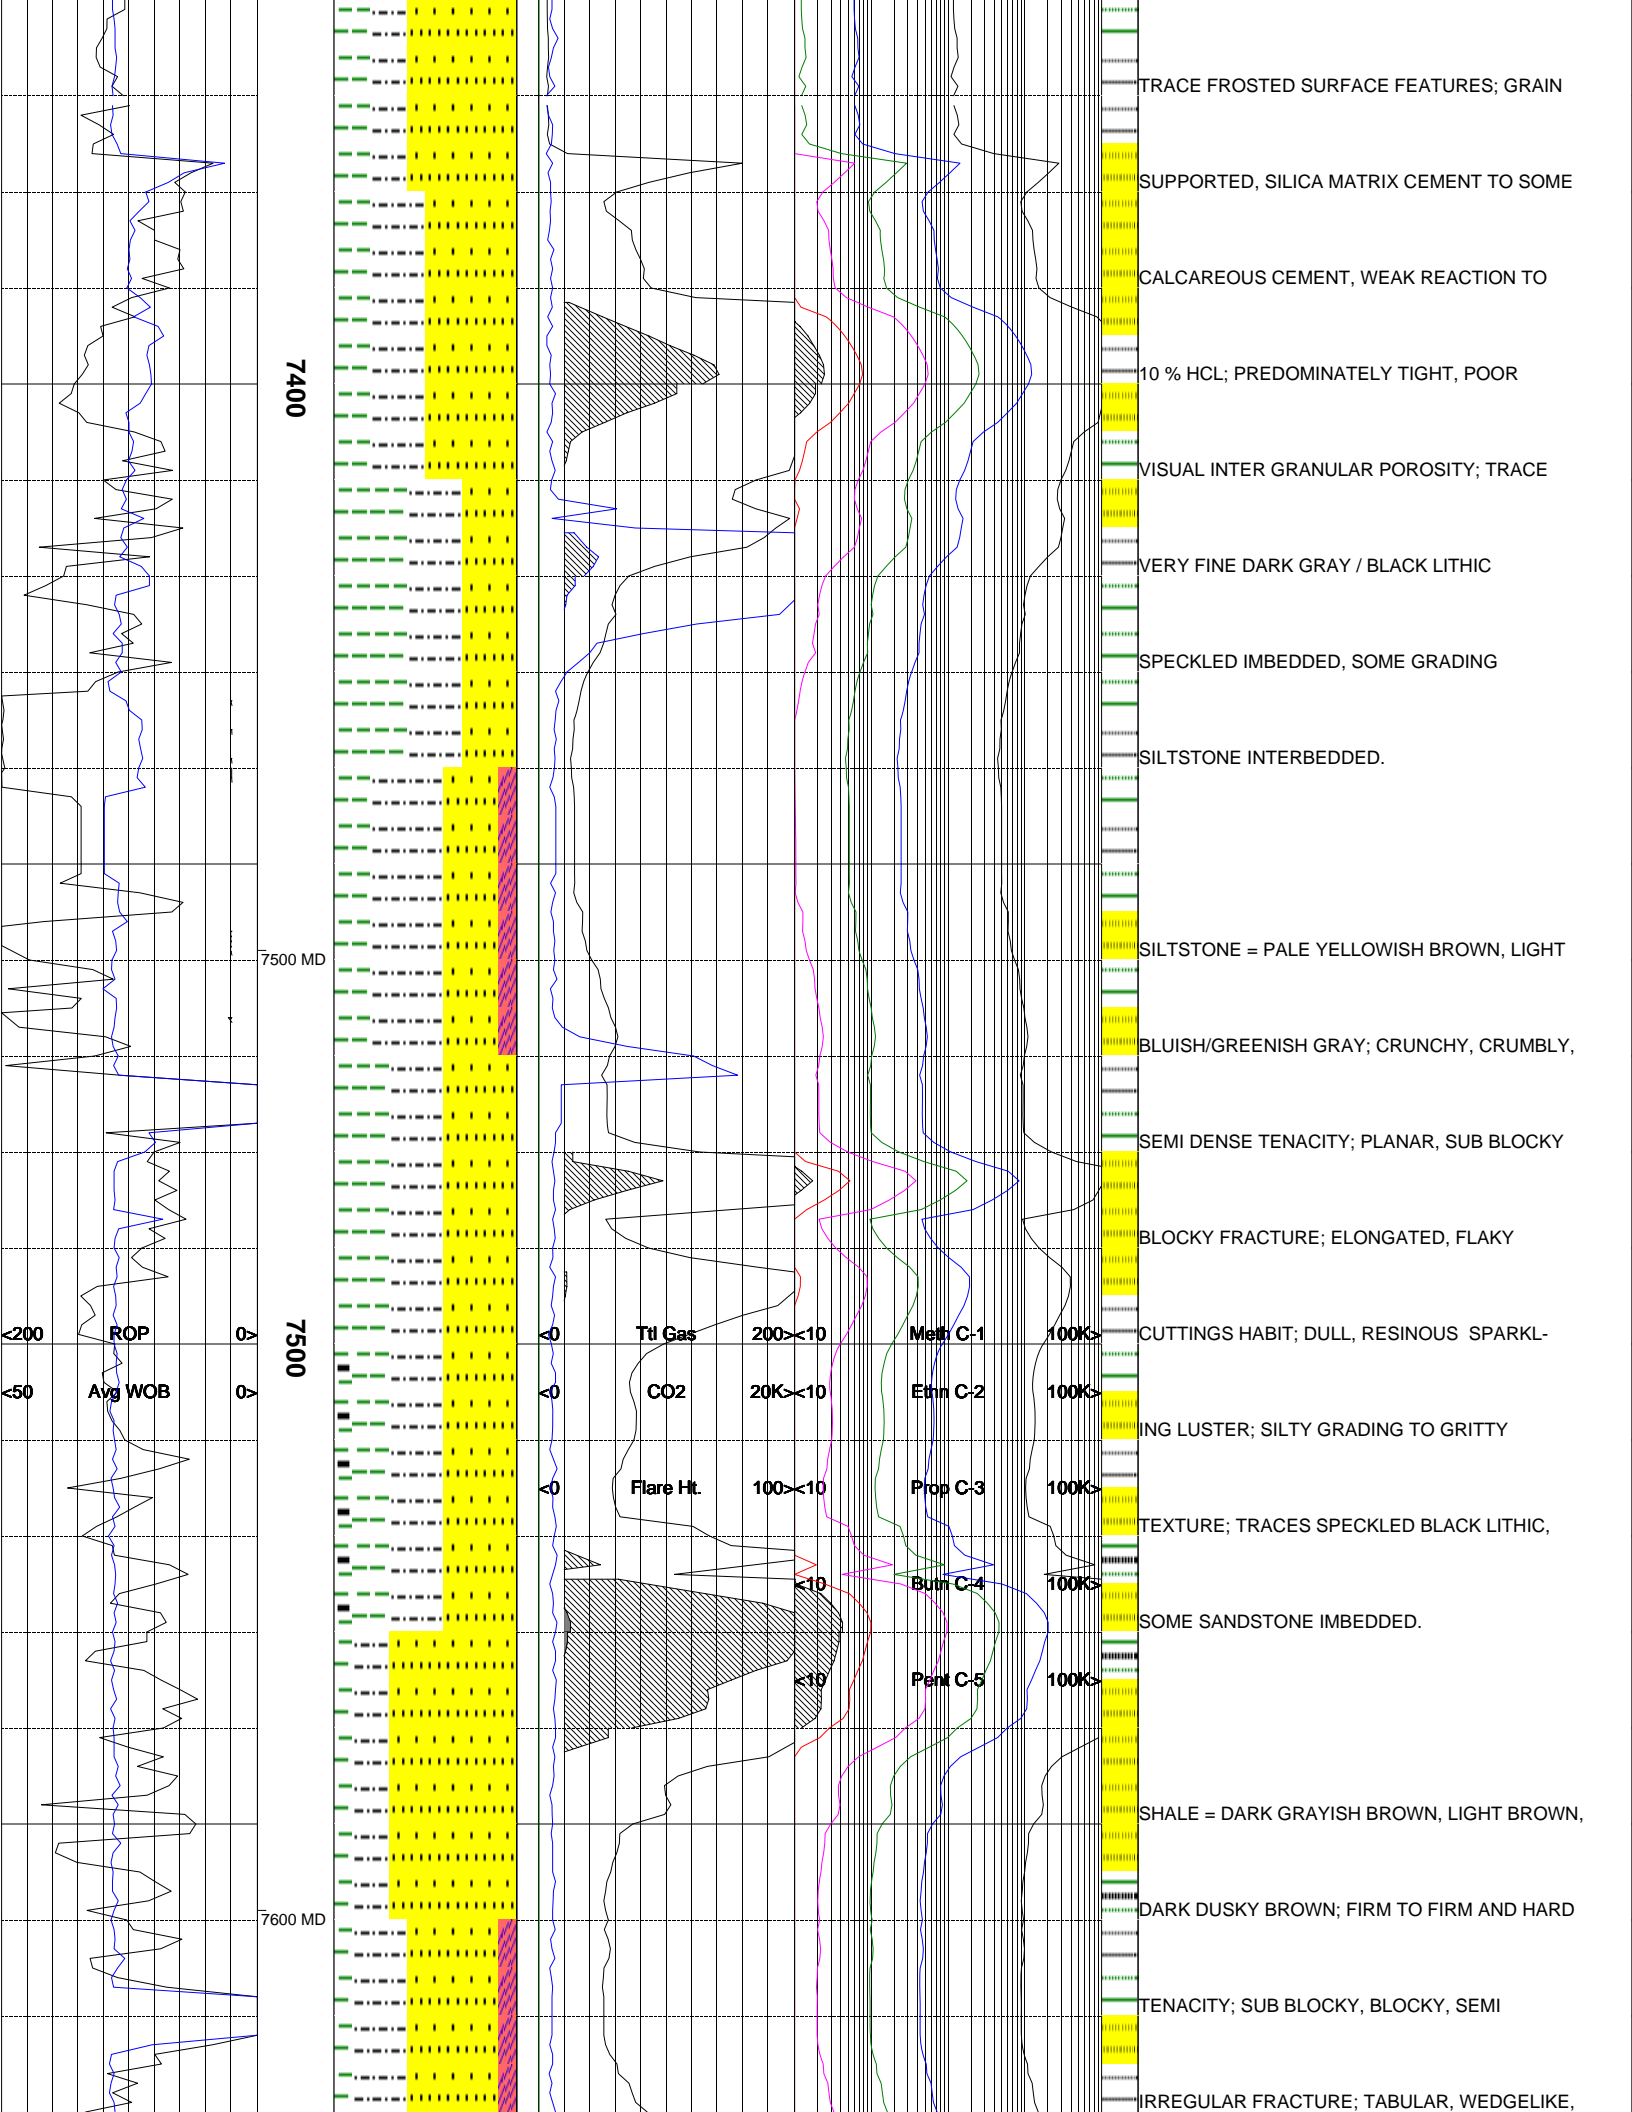 TRACE FROSTED SURFACE FEATURES; GRAIN
SUPPORTED, SILICA MATRIX CEMENT TO SOME
CALCAREOUS CEMENT, WEAK REACTION TO
10 % HCL; PREDOMINATELY TIGHT, POOR
7400
VISUAL INTER GRANULAR POROSITY; TRACE
VERY FINE DARK GRAY / BLACK LITHIC
SPECKLED IMBEDDED, SOME GRADING
SILTSTONE INTERBEDDED.
7500 MD
SILTSTONE = PALE YELLOWISH BROWN, LIGHT
BLUISH/GREENISH GRAY; CRUNCHY, CRUMBLY,
SEMI DENSE TENACITY; PLANAR, SUB BLOCKY
BLOCKY FRACTURE; ELONGATED, FLAKY
<200 ROP 0>
7500
<0 Ttl Gas 200>
<10 Meth C-1 100K>
CUTTINGS HABIT; DULL, RESINOUS  SPARKL-
<50 Avg WOB 0>
<0 CO2 20K>
<10 Ethn C-2 100K>
ING LUSTER; SILTY GRADING TO GRITTY
<0 Flare Ht. 100>
<10 Prop C-3 100K>
TEXTURE; TRACES SPECKLED BLACK LITHIC,
<10 Butn C-4 100K>
SOME SANDSTONE IMBEDDED.
<10 Pent C-5 100K>
SHALE = DARK GRAYISH BROWN, LIGHT BROWN,
7600 MD
DARK DUSKY BROWN; FIRM TO FIRM AND HARD
TENACITY; SUB BLOCKY, BLOCKY, SEMI
IRREGULAR FRACTURE; TABULAR, WEDGELIKE,